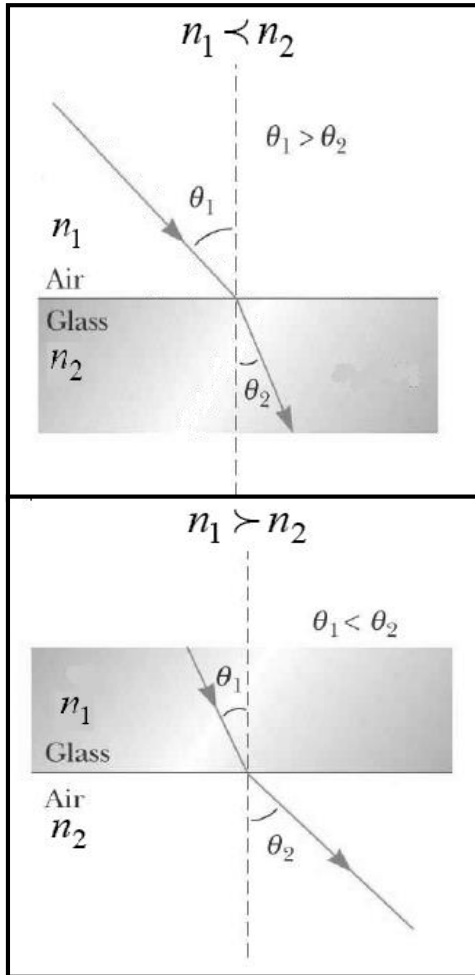 n₁ ≺ n₂
θ₁ > θ₂
θ₁
n₁
Air
Glass
n₂
θ₂
n₁ ≻ n₂
θ₁ < θ₂
θ₁
n₁
Glass
Air
n₂
θ₂